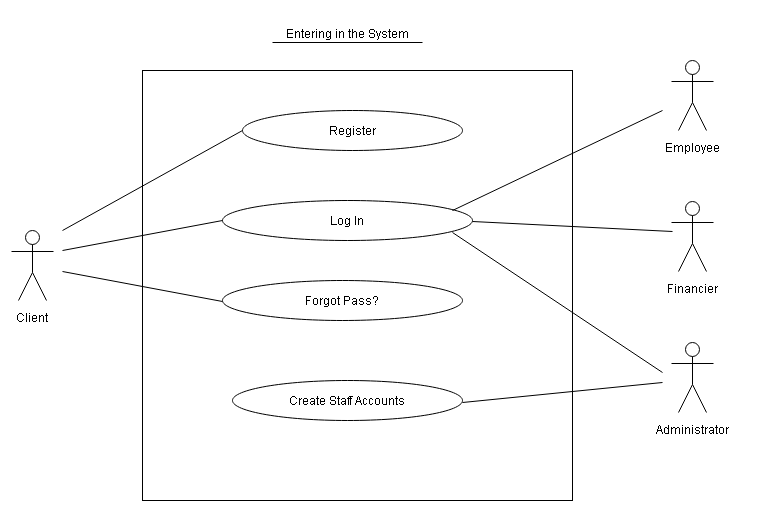 Entering in the System
Register
Employee
Log In
Financier
Client
Forgot Pass?
Create Staff Accounts
Administrator